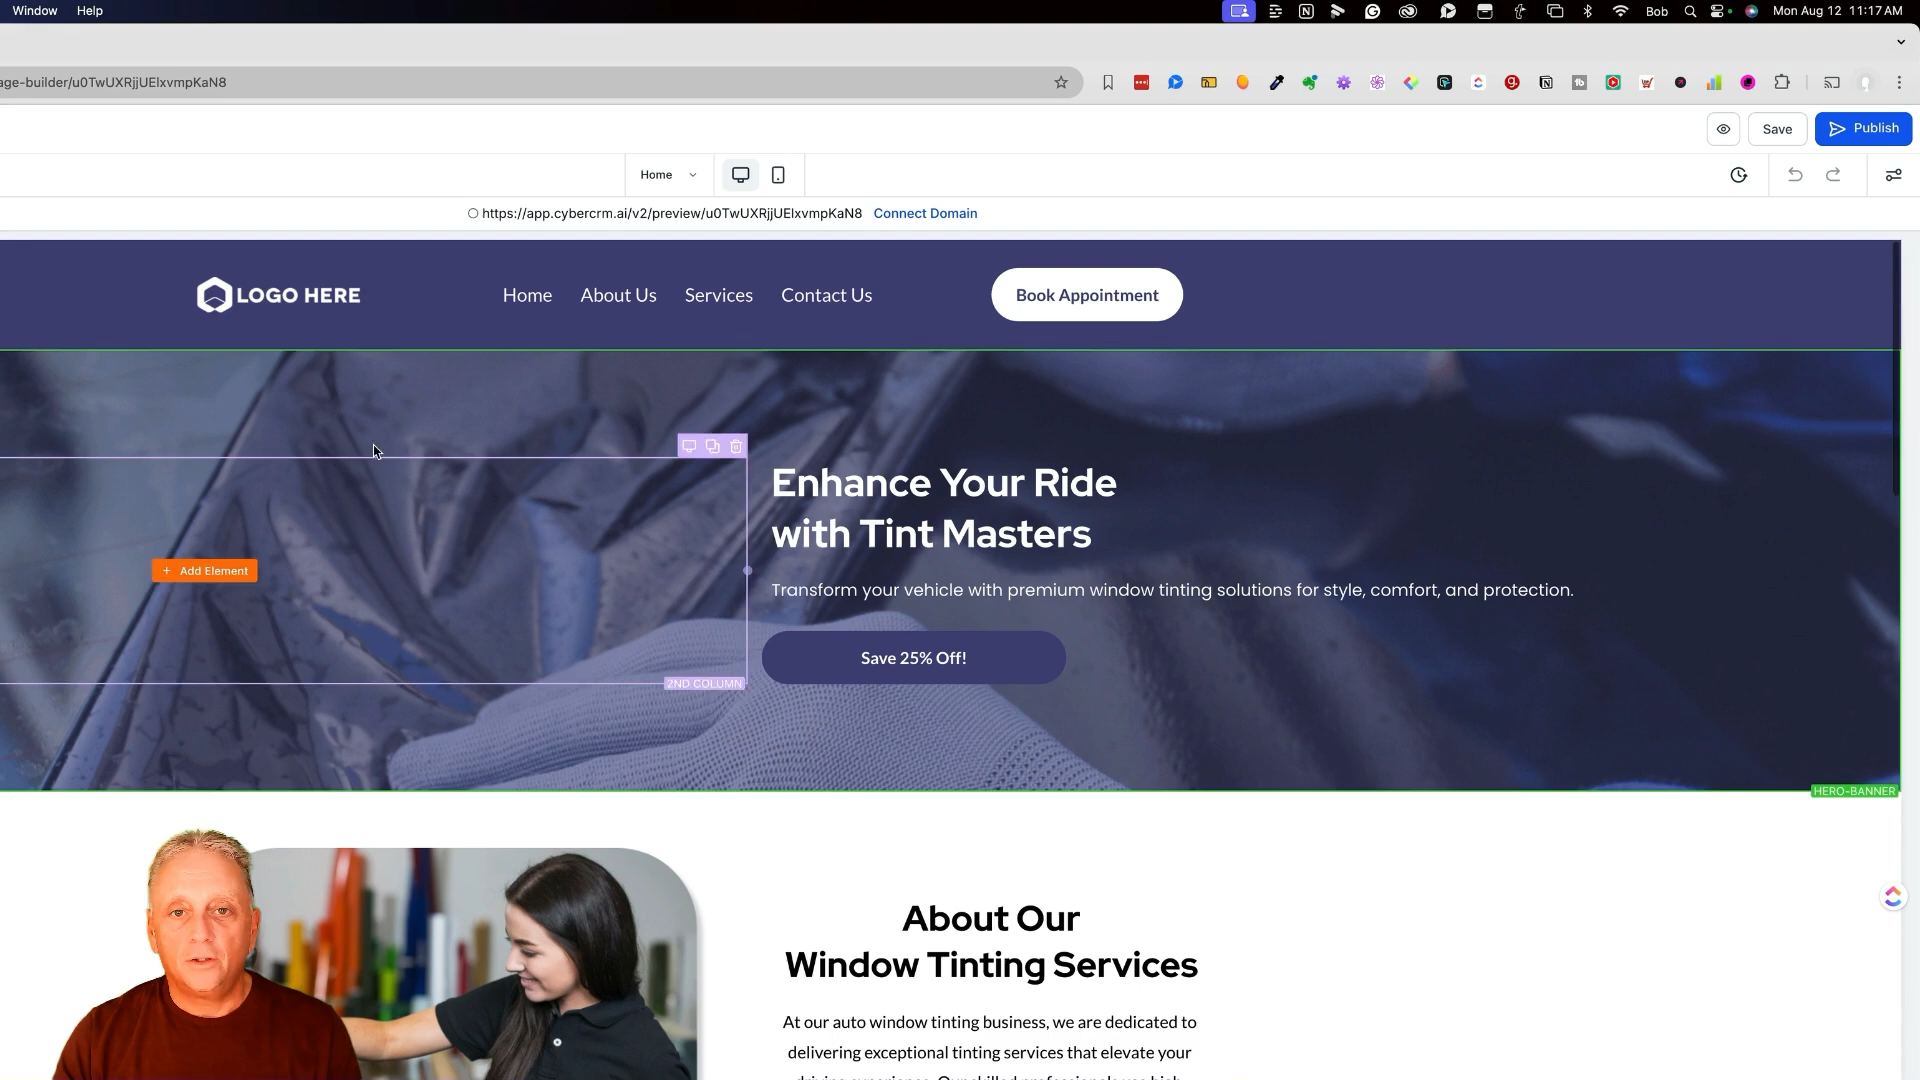 Window Help
Bob Mon Aug 12 11:17 AM
age-builder/u0TwUXRjjUElxvmpKaN8
Save Publish
Home
https://app.cybercrm.ai/v2/preview/u0TwUXRjjUElxvmpKaN8 Connect Domain
LOGO HERE Home About Us Services Contact Us Book Appointment
Enhance Your Ride
with Tint Masters
+ Add Element
Transform your vehicle with premium window tinting solutions for style, comfort, and protection.
Save 25% Off!
2ND COLUMN
HERO-BANNER
About Our
Window Tinting Services
At our auto window tinting business, we are dedicated to
delivering exceptional tinting services that elevate your